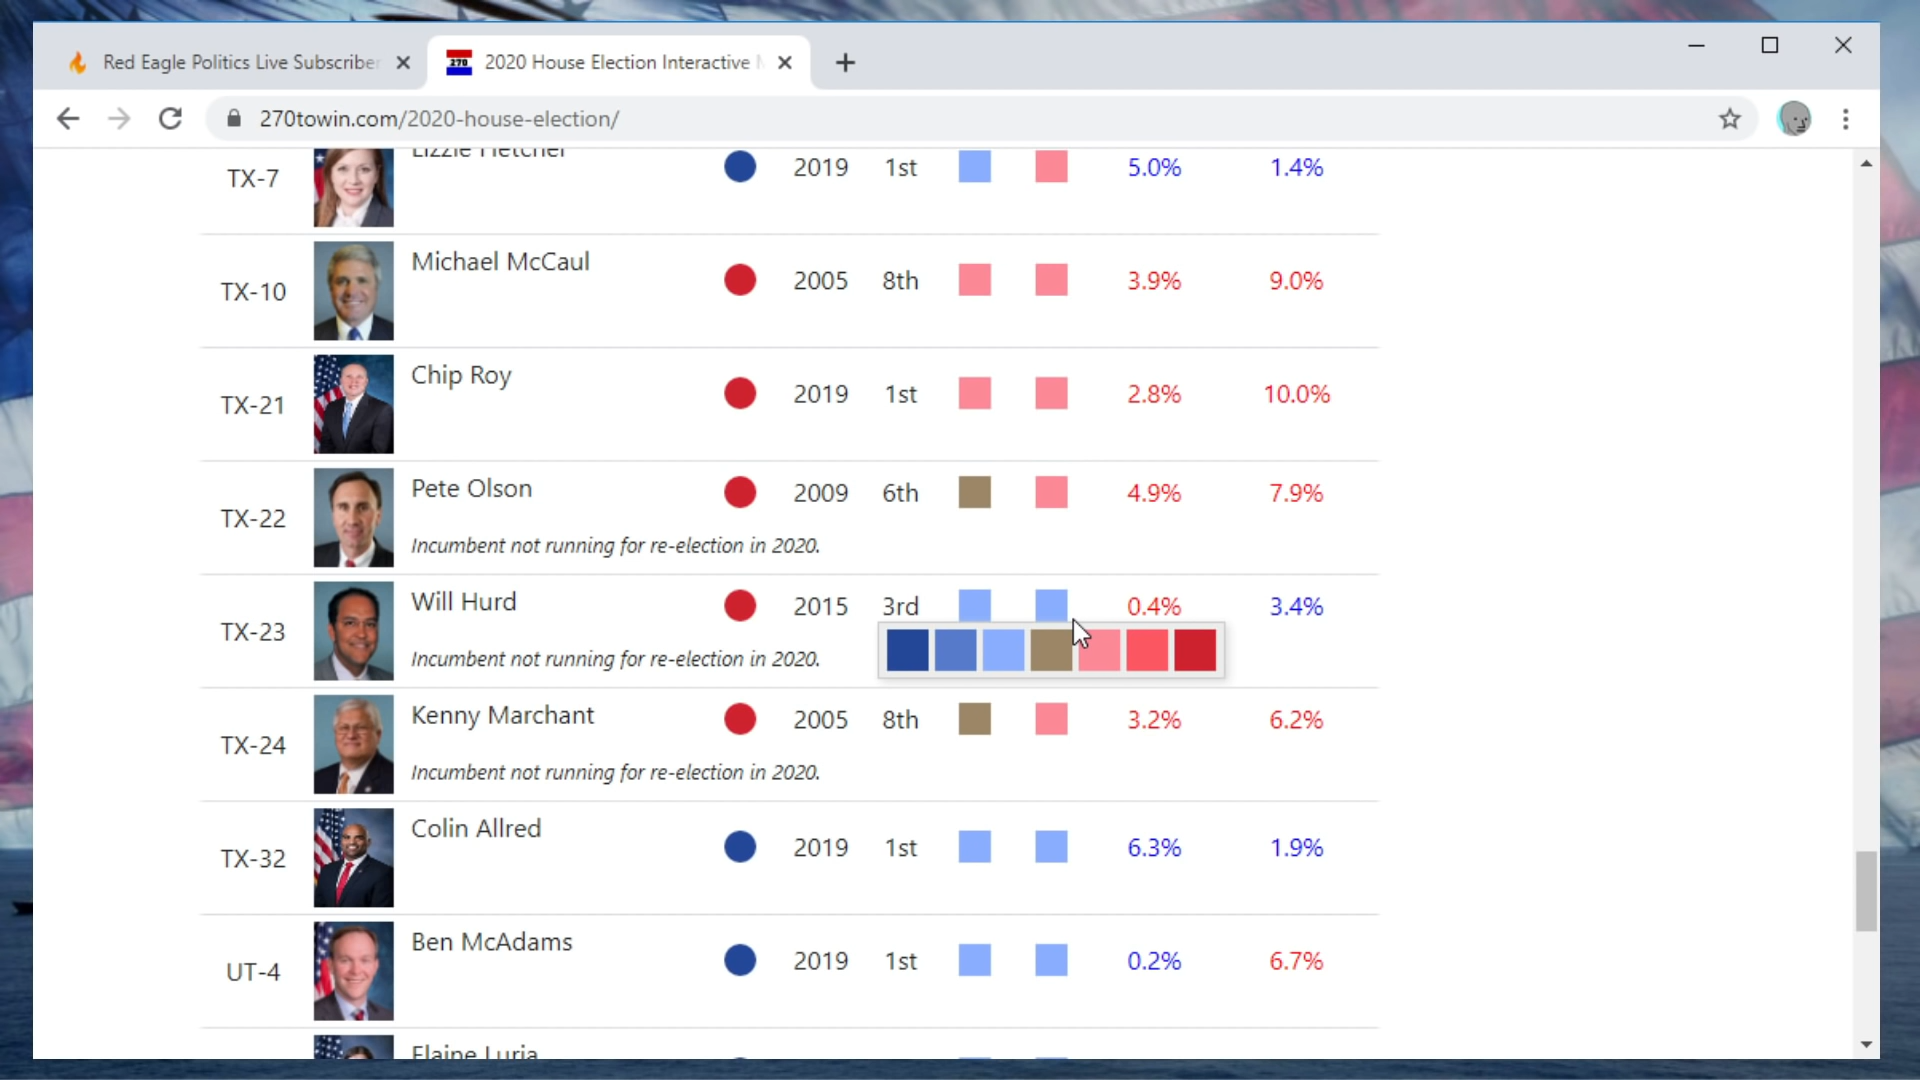 Red Eagle Politics Live Subscriber
270
2020 House Election Interactive M
270towin.com/2020-house-election/
TX-7 Lizzie Fletcher 2019 1st 5.0% 1.4%
TX-10 Michael McCaul 2005 8th 3.9% 9.0%
TX-21 Chip Roy 2019 1st 2.8% 10.0%
TX-22 Pete Olson 2009 6th 4.9% 7.9%
Incumbent not running for re-election in 2020.
TX-23 Will Hurd 2015 3rd 0.4% 3.4%
Incumbent not running for re-election in 2020.
TX-24 Kenny Marchant 2005 8th 3.2% 6.2%
Incumbent not running for re-election in 2020.
TX-32 Colin Allred 2019 1st 6.3% 1.9%
UT-4 Ben McAdams 2019 1st 0.2% 6.7%
Elaine Luria